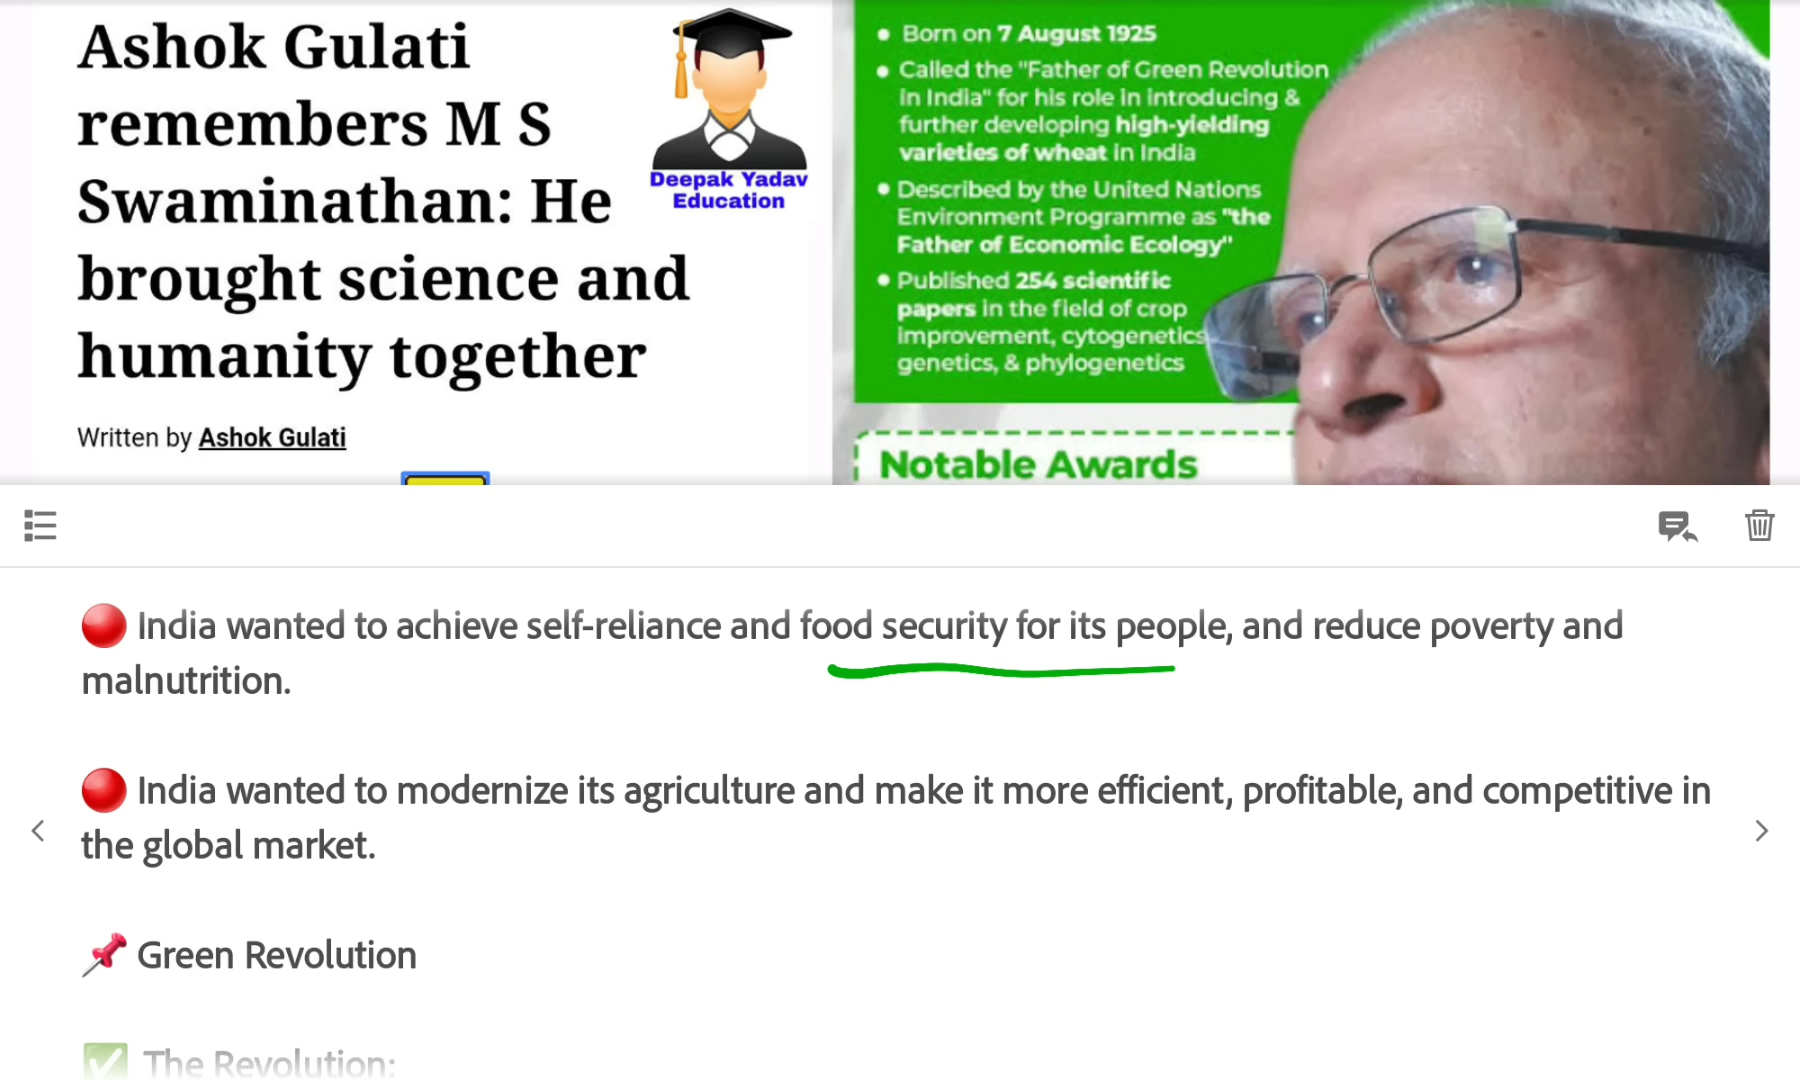 Ashok Gulati
remembers M S
Swaminathan: He
brought science and
humanity together
Written by Ashok Gulati
Deepak Yadav
Education
Born on 7 August 1925
Called the "Father of Green Revolution
in India" for his role in introducing &
further developing high-yielding
varieties of wheat in India
Described by the United Nations
Environment Programme as "the
Father of Economic Ecology"
Published 254 scientific
papers in the field of crop
improvement, cytogenetics
genetics, & phylogenetics
Notable Awards
India wanted to achieve self-reliance and food security for its people, and reduce poverty and
malnutrition.
India wanted to modernize its agriculture and make it more efficient, profitable, and competitive in
the global market.
Green Revolution
The Revolution: